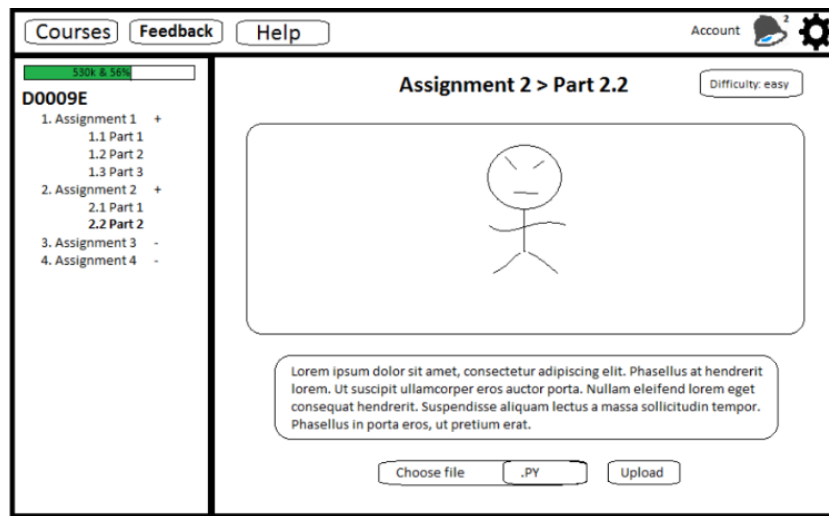 Courses
Feedback
Help
Account
2
530k & 56%
D0009E
1. Assignment 1 +
1.1 Part 1
1.2 Part 2
1.3 Part 3
2. Assignment 2 +
2.1 Part 1
2.2 Part 2
3. Assignment 3 -
4. Assignment 4 -
Assignment 2 > Part 2.2
Difficulty: easy
Lorem ipsum dolor sit amet, consectetur adipiscing elit. Phasellus at hendrerit
lorem. Ut suscipit ullamcorper eros auctor porta. Nullam eleifend lorem eget
consequat hendrerit. Suspendisse aliquam lectus a massa sollicitudin tempor.
Phasellus in porta eros, ut pretium erat.
Choose file
.PY
Upload